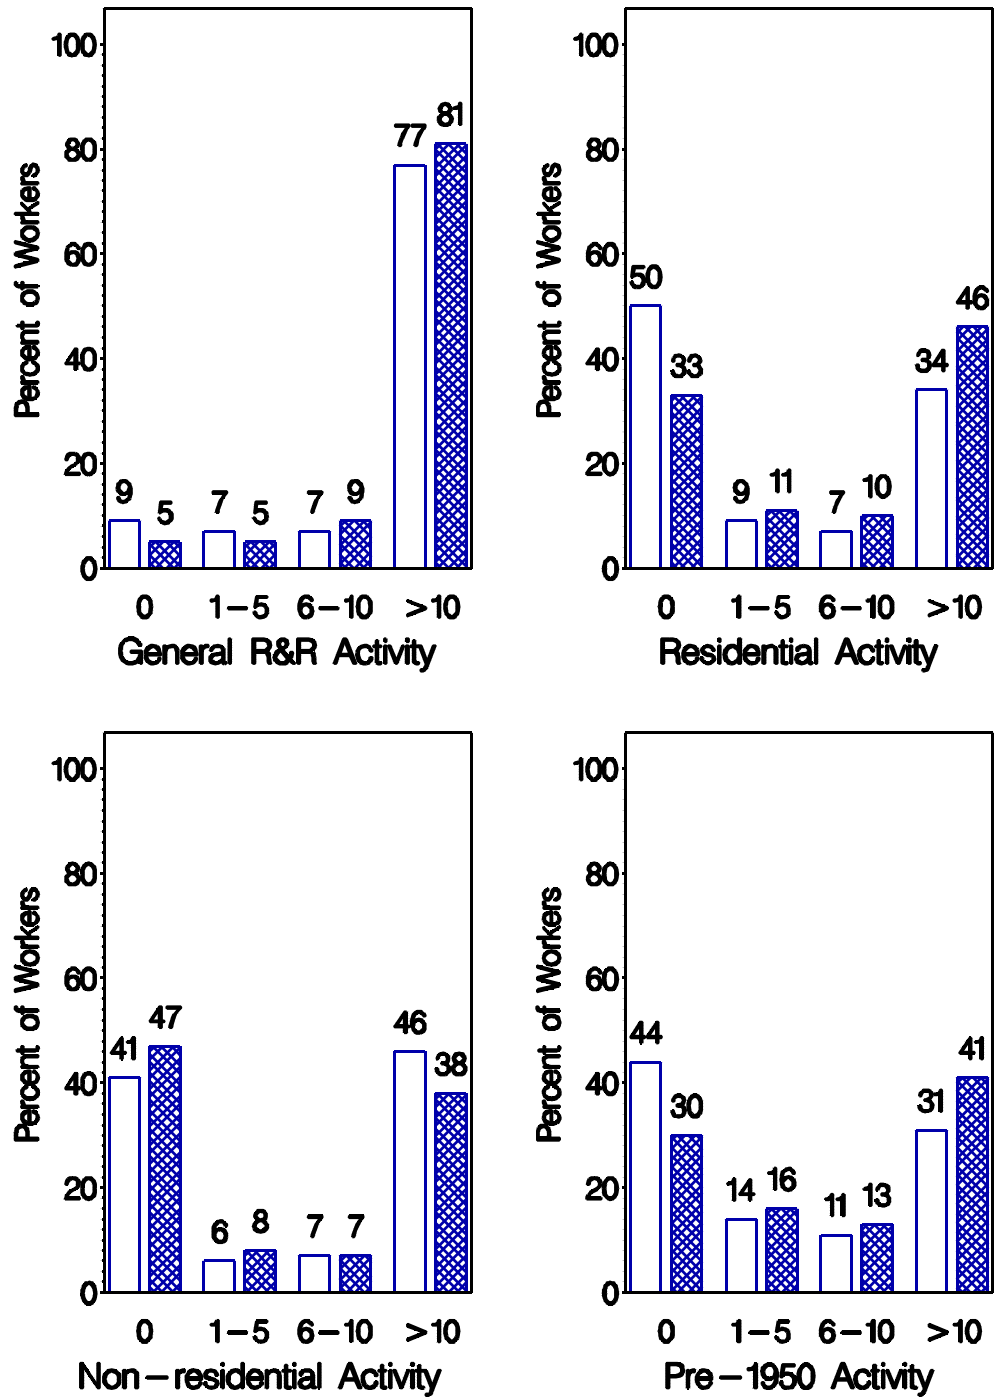 100
80
60
40
20
0
Percent of Workers
9 5 7 5 7 9 77 81
0 1-5 6-10 >10
General R&R Activity
100
80
60
40
20
0
Percent of Workers
50 33 9 11 7 10 34 46
0 1-5 6-10 >10
Residential Activity
100
80
60
40
20
0
Percent of Workers
41 47 6 8 7 7 46 38
0 1-5 6-10 >10
Non-residential Activity
100
80
60
40
20
0
Percent of Workers
44 30 14 16 11 13 31 41
0 1-5 6-10 >10
Pre-1950 Activity